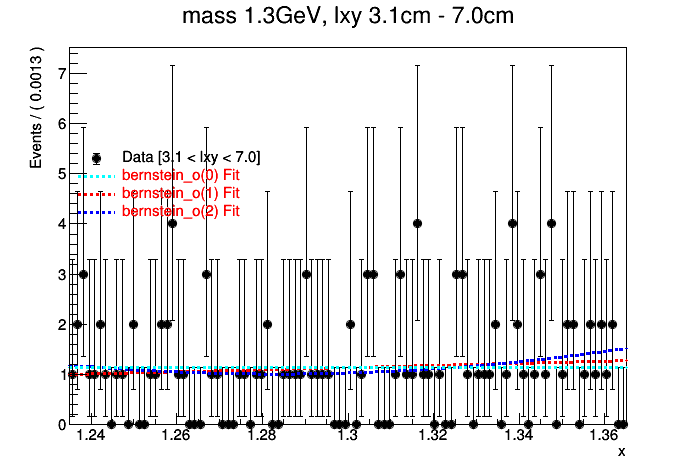 mass 1.3GeV, lxy 3.1cm - 7.0cm
Events / ( 0.0013 )
7
6
5
4
3
2
1
0
Data [3.1 < lxy < 7.0]
bernstein_o(0) Fit
bernstein_o(1) Fit
bernstein_o(2) Fit
1.24 1.26 1.28 1.3 1.32 1.34 1.36
x